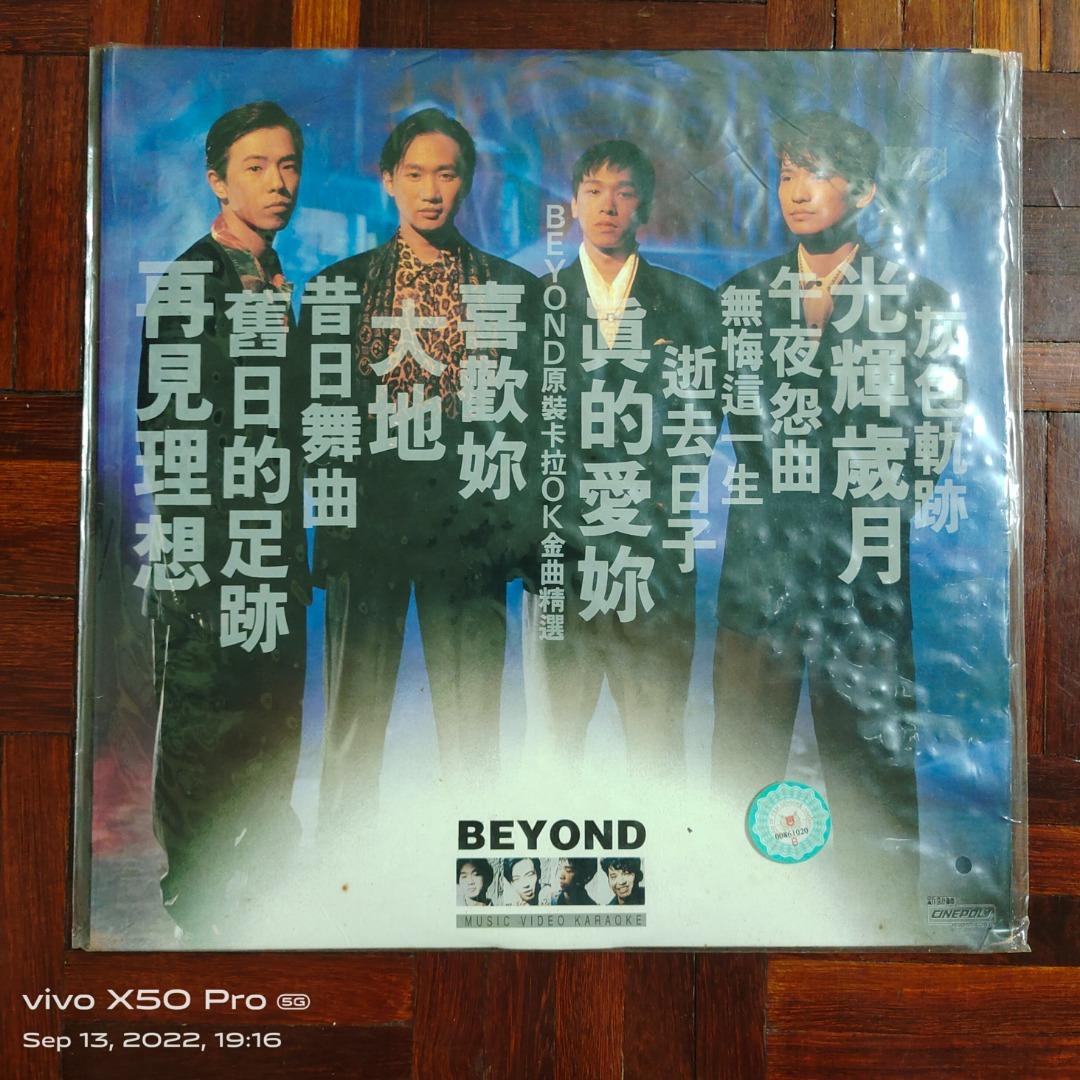 再見理想
舊日的足跡
昔日舞曲
大地
喜歡妳
BEYOND原裝卡拉OK金曲精選
眞的愛妳
逝去日子
無悔這一生
午夜怨曲
光輝歲月
灰色軌跡
BEYOND
MUSIC VIDEO KARAOKE
00861020
B
CINEPOLY
vivo X50 Pro 5G
Sep 13, 2022, 19:16